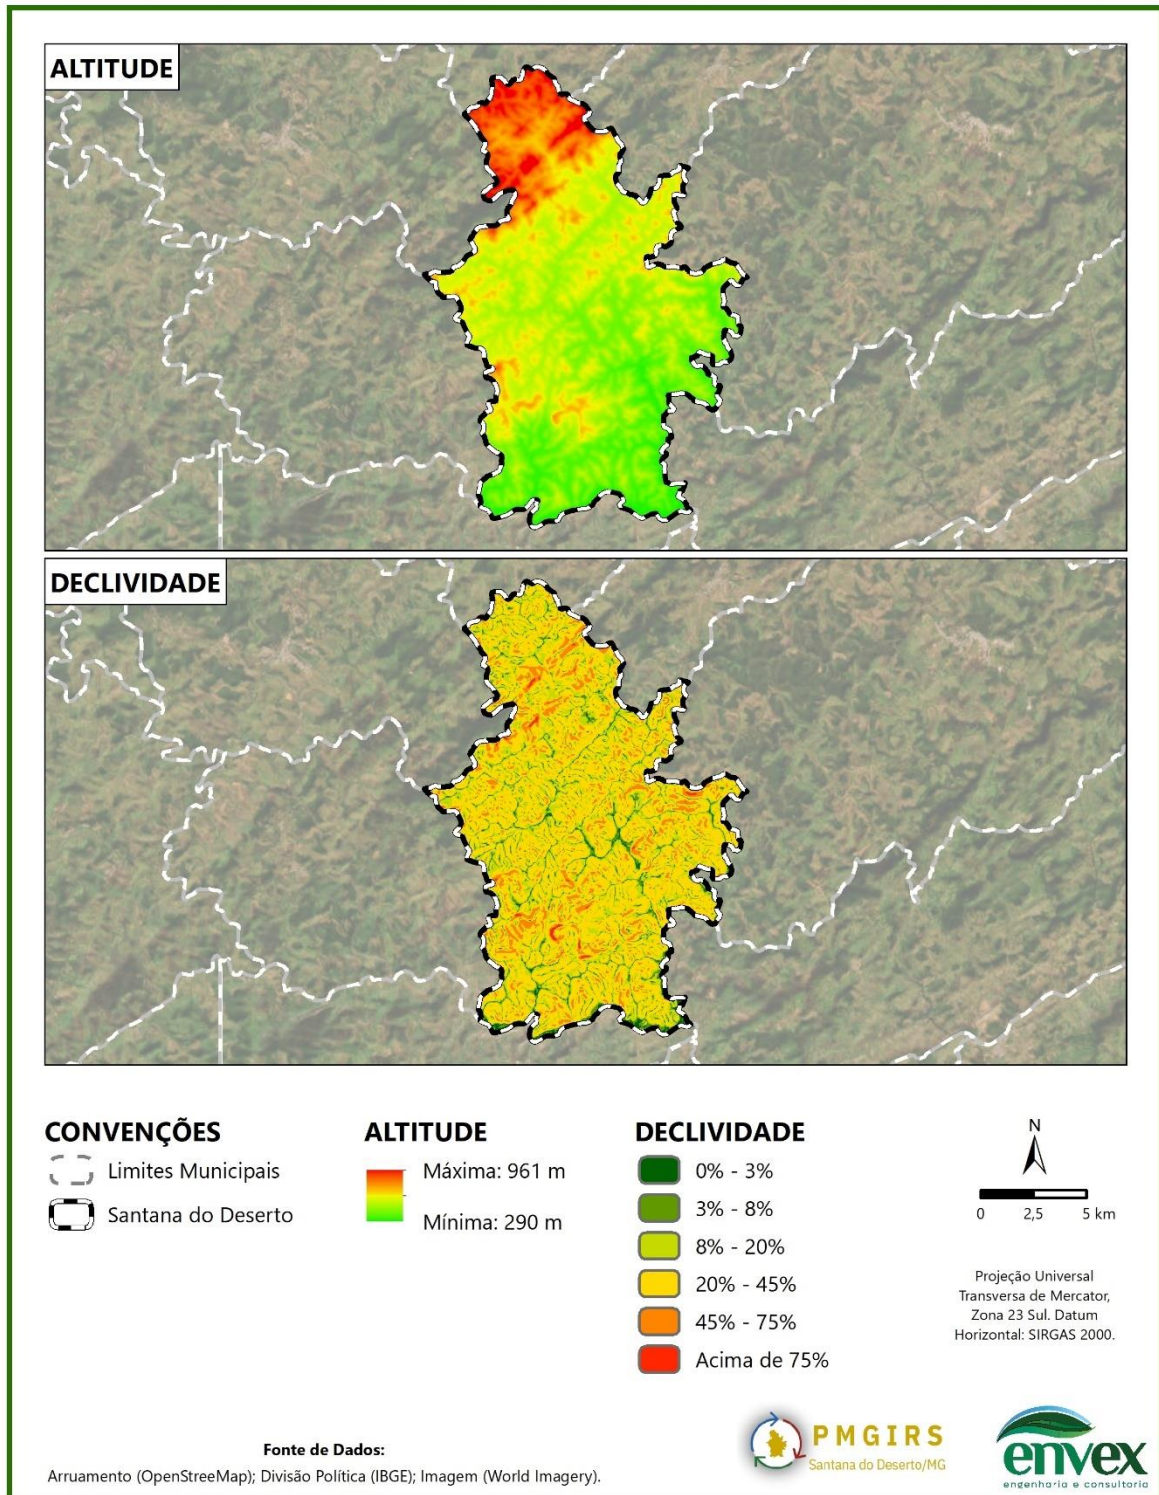 ALTITUDE
DECLIVIDADE
CONVENÇÕES
Limites Municipais
Santana do Deserto
ALTITUDE
Máxima: 961 m
Mínima: 290 m
DECLIVIDADE
0% - 3%
3% - 8%
8% - 20%
20% - 45%
45% - 75%
Acima de 75%
N
0 2,5 5 km
Projeção Universal
Transversa de Mercator,
Zona 23 Sul. Datum
Horizontal: SIRGAS 2000.
Fonte de Dados:
Arruamento (OpenStreeMap); Divisão Política (IBGE); Imagem (World Imagery).
PMGIRS
Santana do Deserto/MG
envex
engenharia e consultoria